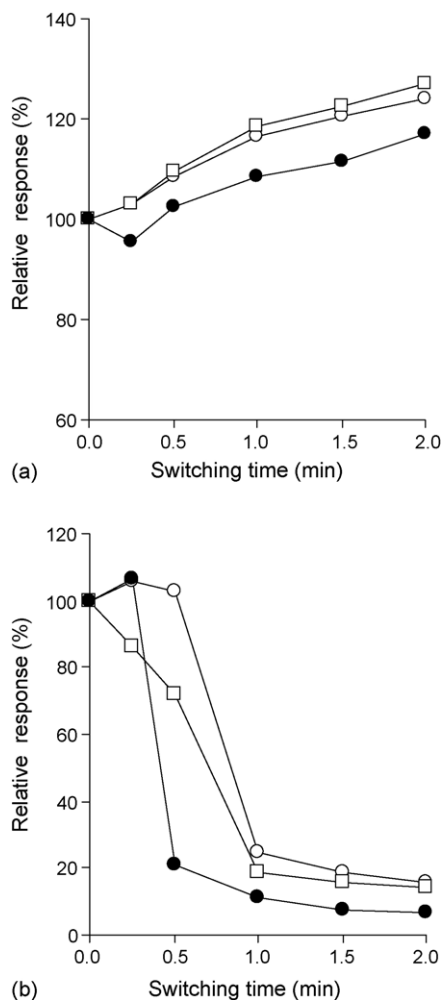 140
120
100
80
60
Relative response (%)
0.0 0.5 1.0 1.5 2.0
(a) Switching time (min)
120
100
80
60
40
20
0
Relative response (%)
0.0 0.5 1.0 1.5 2.0
(b) Switching time (min)